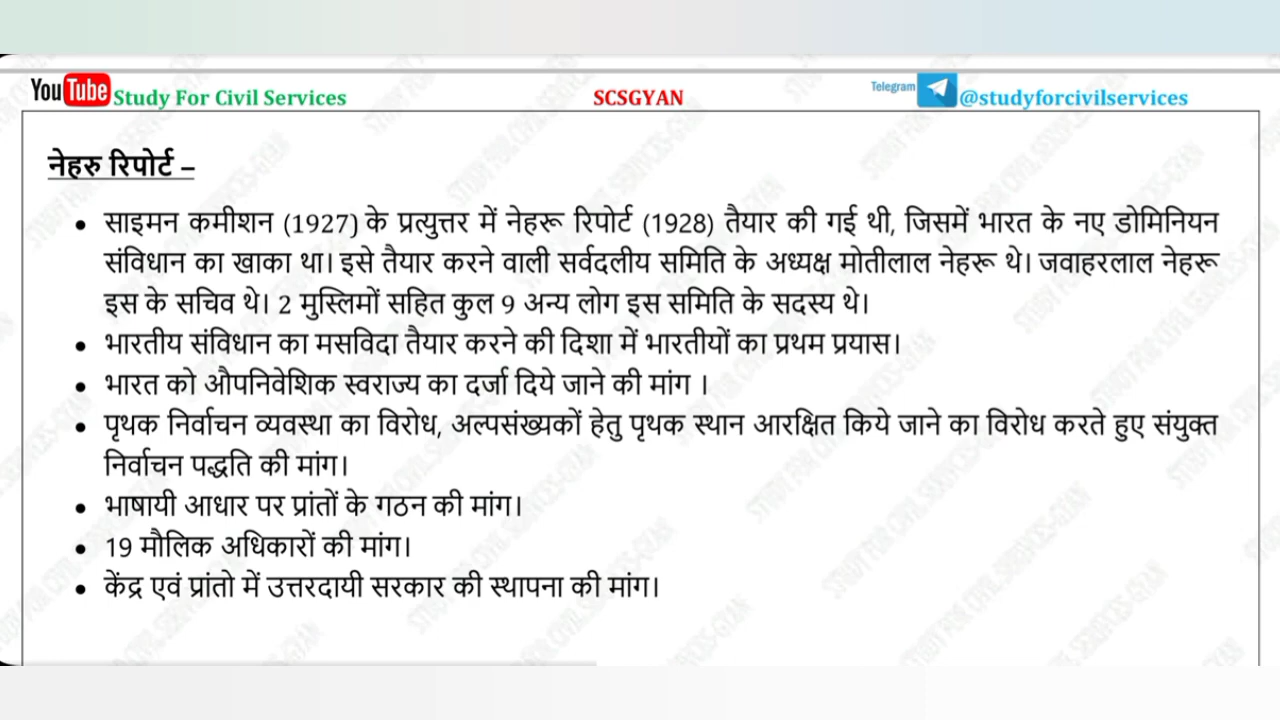 YouTube Study For Civil Services SCSGYAN Telegram @studyforcivilservices
नेहरु रिपोर्ट –
• साइमन कमीशन (1927) के प्रत्युत्तर में नेहरू रिपोर्ट (1928) तैयार की गई थी, जिसमें भारत के नए डोमिनियन
संविधान का खाका था। इसे तैयार करने वाली सर्वदलीय समिति के अध्यक्ष मोतीलाल नेहरू थे। जवाहरलाल नेहरू
इस के सचिव थे। 2 मुस्लिमों सहित कुल 9 अन्य लोग इस समिति के सदस्य थे।
• भारतीय संविधान का मसविदा तैयार करने की दिशा में भारतीयों का प्रथम प्रयास।
• भारत को औपनिवेशिक स्वराज्य का दर्जा दिये जाने की मांग ।
• पृथक निर्वाचन व्यवस्था का विरोध, अल्पसंख्यकों हेतु पृथक स्थान आरक्षित किये जाने का विरोध करते हुए संयुक्त
निर्वाचन पद्धति की मांग।
• भाषायी आधार पर प्रांतों के गठन की मांग।
• 19 मौलिक अधिकारों की मांग।
• केंद्र एवं प्रांतो में उत्तरदायी सरकार की स्थापना की मांग।